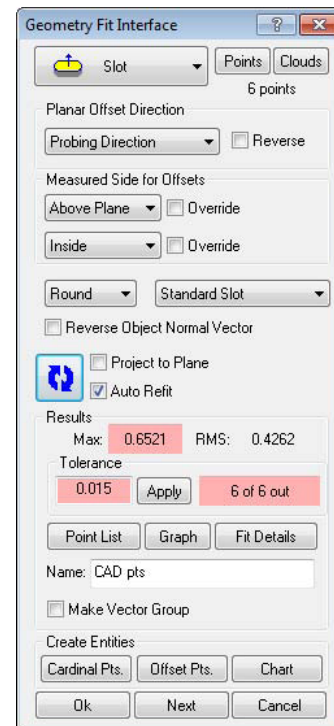 Geometry Fit Interface
Slot Points Clouds
6 points
Planar Offset Direction
Probing Direction Reverse
Measured Side for Offsets
Above Plane Override
Inside Override
Round Standard Slot
Reverse Object Normal Vector
Project to Plane
Auto Refit
Results
Max: 0.6521 RMS: 0.4262
Tolerance
0.015 Apply 6 of 6 out
Point List Graph Fit Details
Name: CAD pts
Make Vector Group
Create Entities
Cardinal Pts. Offset Pts. Chart
Ok Next Cancel